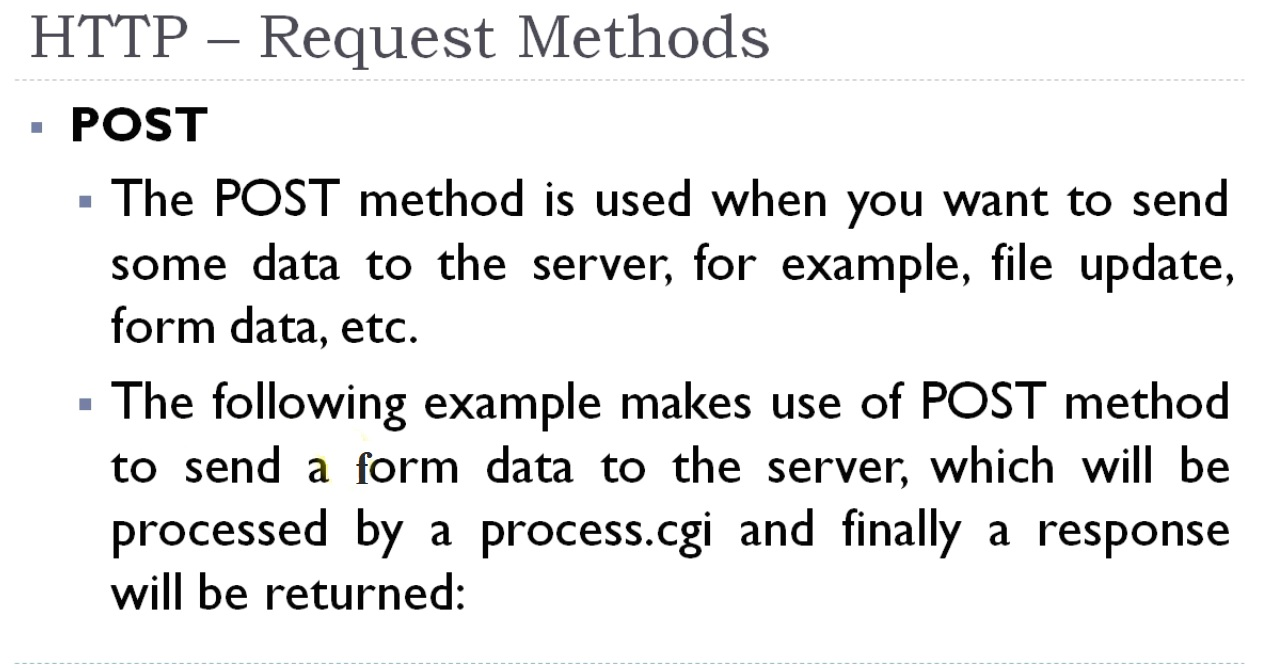 HTTP – Request Methods
POST
The POST method is used when you want to send
some data to the server, for example, file update,
form data, etc.
The following example makes use of POST method
to send a form data to the server, which will be
processed by a process.cgi and finally a response
will be returned: